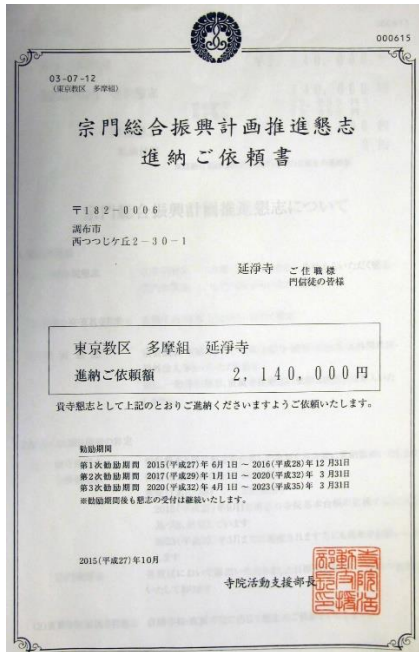 000615
03-07-12
(東京教区 多摩組)
宗門総合振興計画推進懇志
進納ご依頼書
〒182-0006
調布市
西つつじケ丘2-30-1
延淨寺 ご住職様
門信徒の皆様
東京教区 多摩組 延淨寺
進納ご依頼額 2,140,000円
貴寺懇志として上記のとおりご進納くださいますようご依頼いたします。
勧励期間
第1次勧励期間 2015(平成27)年 6月1日 ~ 2016(平成28)年 12月31日
第2次勧励期間 2017(平成29)年 1月1日 ~ 2020(平成32)年 3月31日
第3次勧励期間 2020(平成32)年 4月1日 ~ 2023(平成35)年 3月31日
※勧励期間後も懇志の受付は継続いたします。
2015(平成27)年10月
寺院活動支援部長